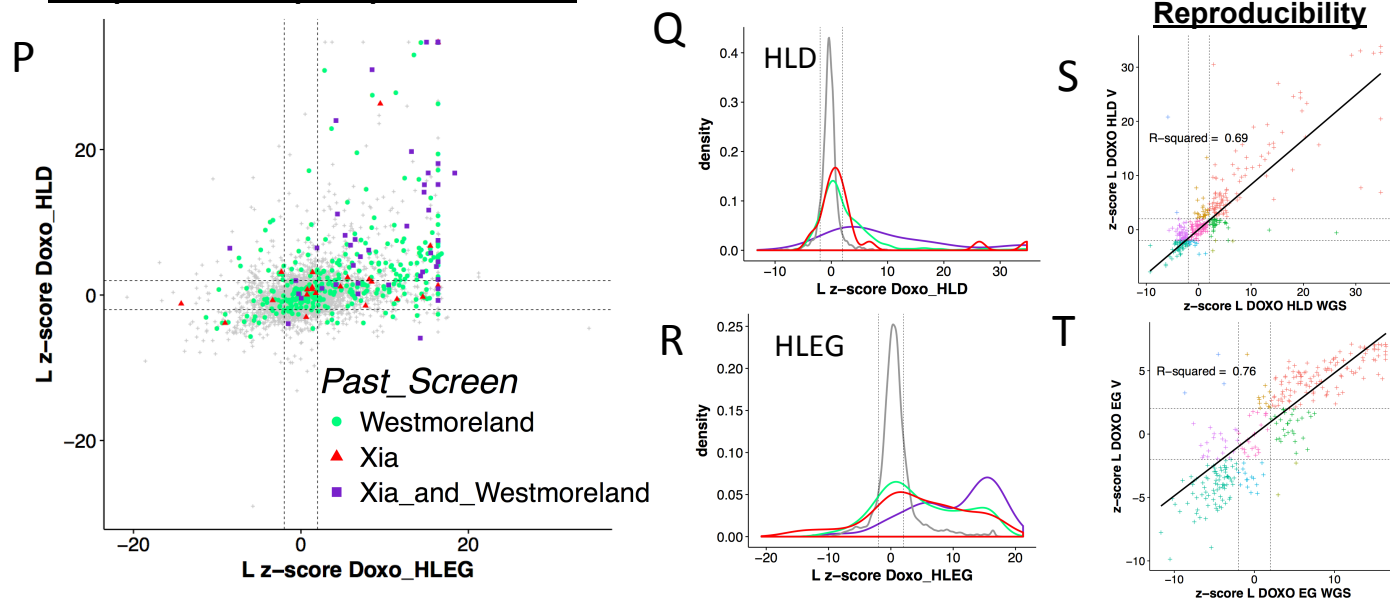 P
20
0
−20
−20
0
20
L z−score Doxo_HLD
L z−score Doxo_HLEG
Past_Screen
Westmoreland
Xia
Xia_and_Westmoreland
Q
HLD
0.4
0.3
0.2
0.1
0.0
density
−10
0
10
20
30
L z−score Doxo_HLD
R
HLEG
0.25
0.20
0.15
0.10
0.05
0.00
density
−20
−10
0
10
20
L z−score Doxo_HLEG
Reproducibility
S
R−squared = 0.69
30
20
10
0
z−score L DOXO HLD V
−10
0
10
20
30
z−score L DOXO HLD WGS
T
R−squared = 0.76
5
0
−5
−10
z−score L DOXO EG V
−10
0
10
z−score L DOXO EG WGS